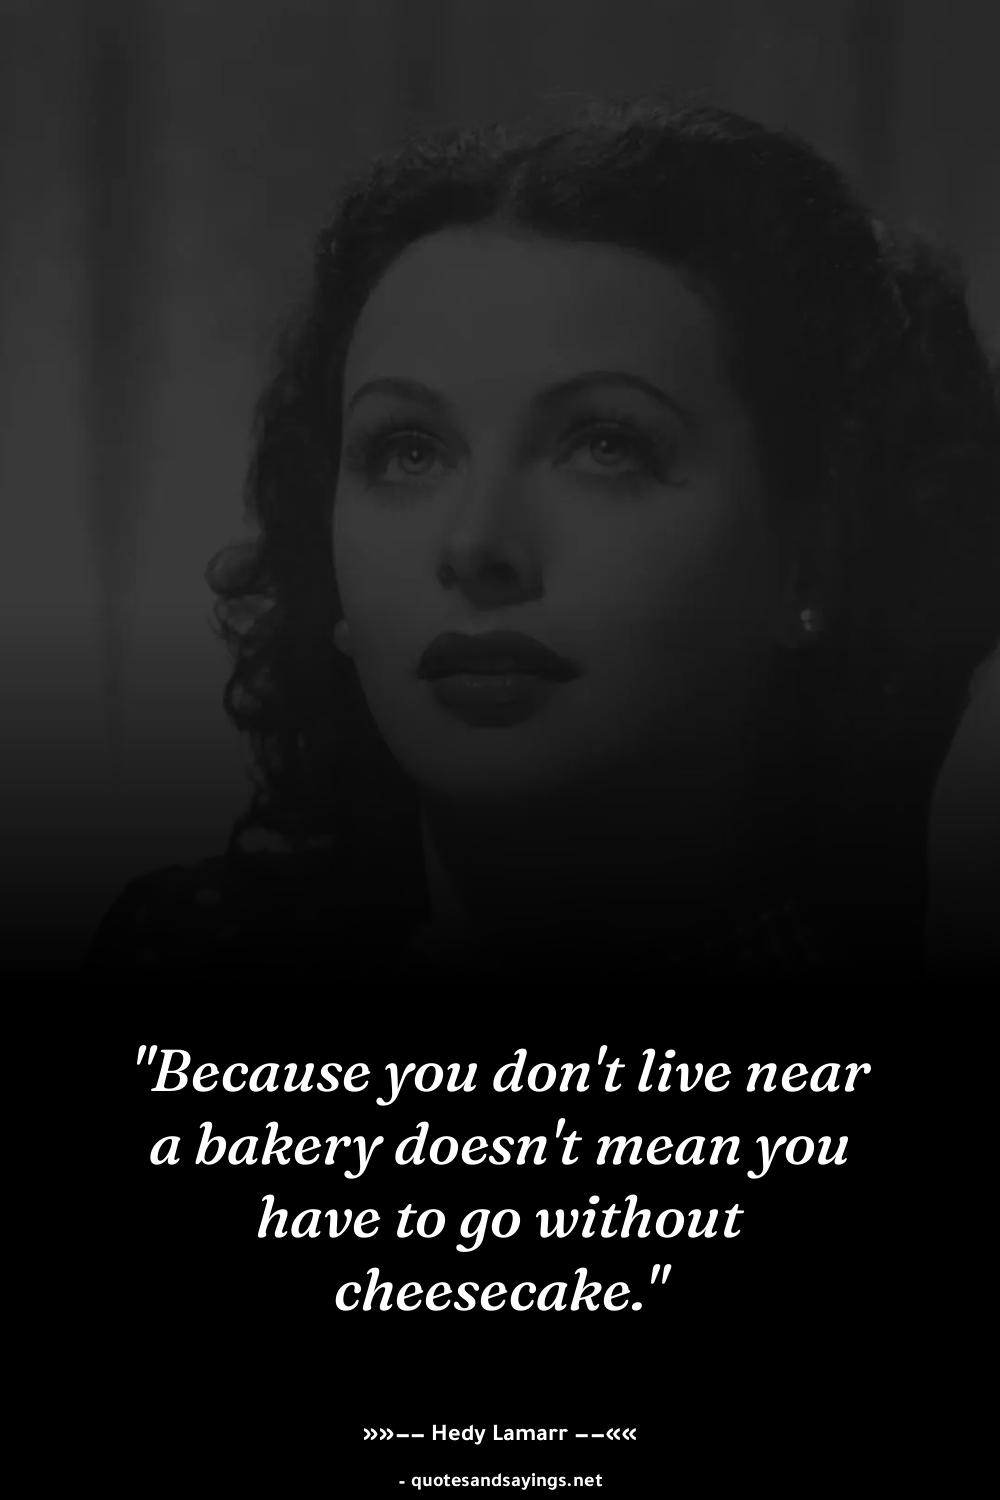 "Because you don't live near
a bakery doesn't mean you
have to go without
cheesecake."
»»–– Hedy Lamarr ––««
- quotesandsayings.net